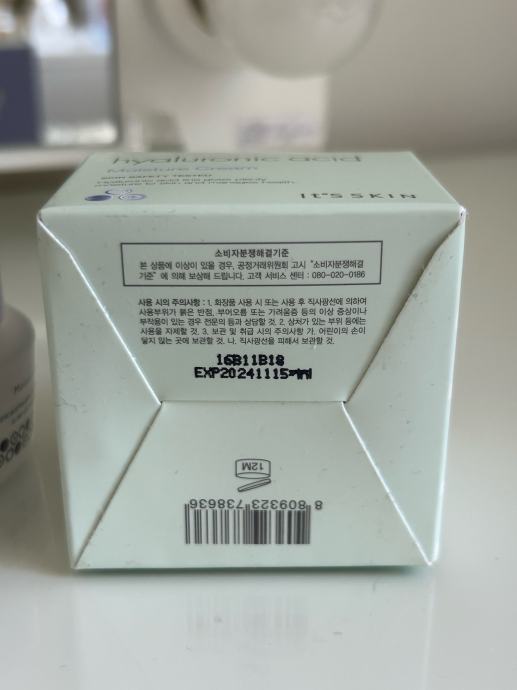 hyaluronic acid
Moisture Cream
SKIN SAFETY TESTED
moisture to skin and manages health.
It'S SKIN
소비자분쟁해결기준
본 상품에 이상이 있을 경우, 공정거래위원회 고시 "소비자분쟁해결
기준" 에 의해 보상해 드립니다. 고객 서비스 센터 : 080-020-0186
사용 시의 주의사항 : 1. 화장품 사용 시 또는 사용 후 직사광선에 의하여
사용부위가 붉은 반점, 부어오름 또는 가려움증 등의 이상 증상이나
부작용이 있는 경우 전문의 등과 상담할 것. 2. 상처가 있는 부위 등에는
사용을 자제할 것. 3. 보관 및 취급 시의 주의사항 가. 어린이의 손이
닿지 않는 곳에 보관할 것. 나. 직사광선을 피해서 보관할 것.
16B11B18
EXP20241115
12M
8 809323 738636